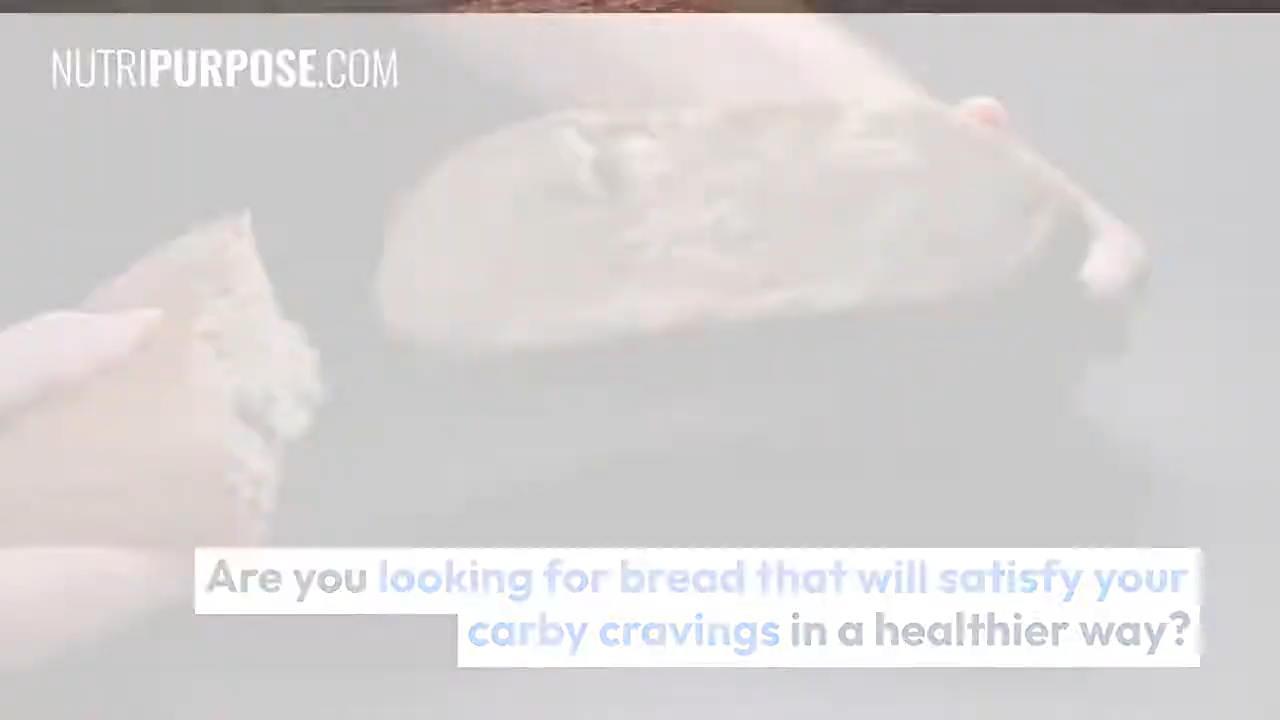 NUTRIPURPOSE.COM
Are you looking for bread that will satisfy your
carby cravings in a healthier way?